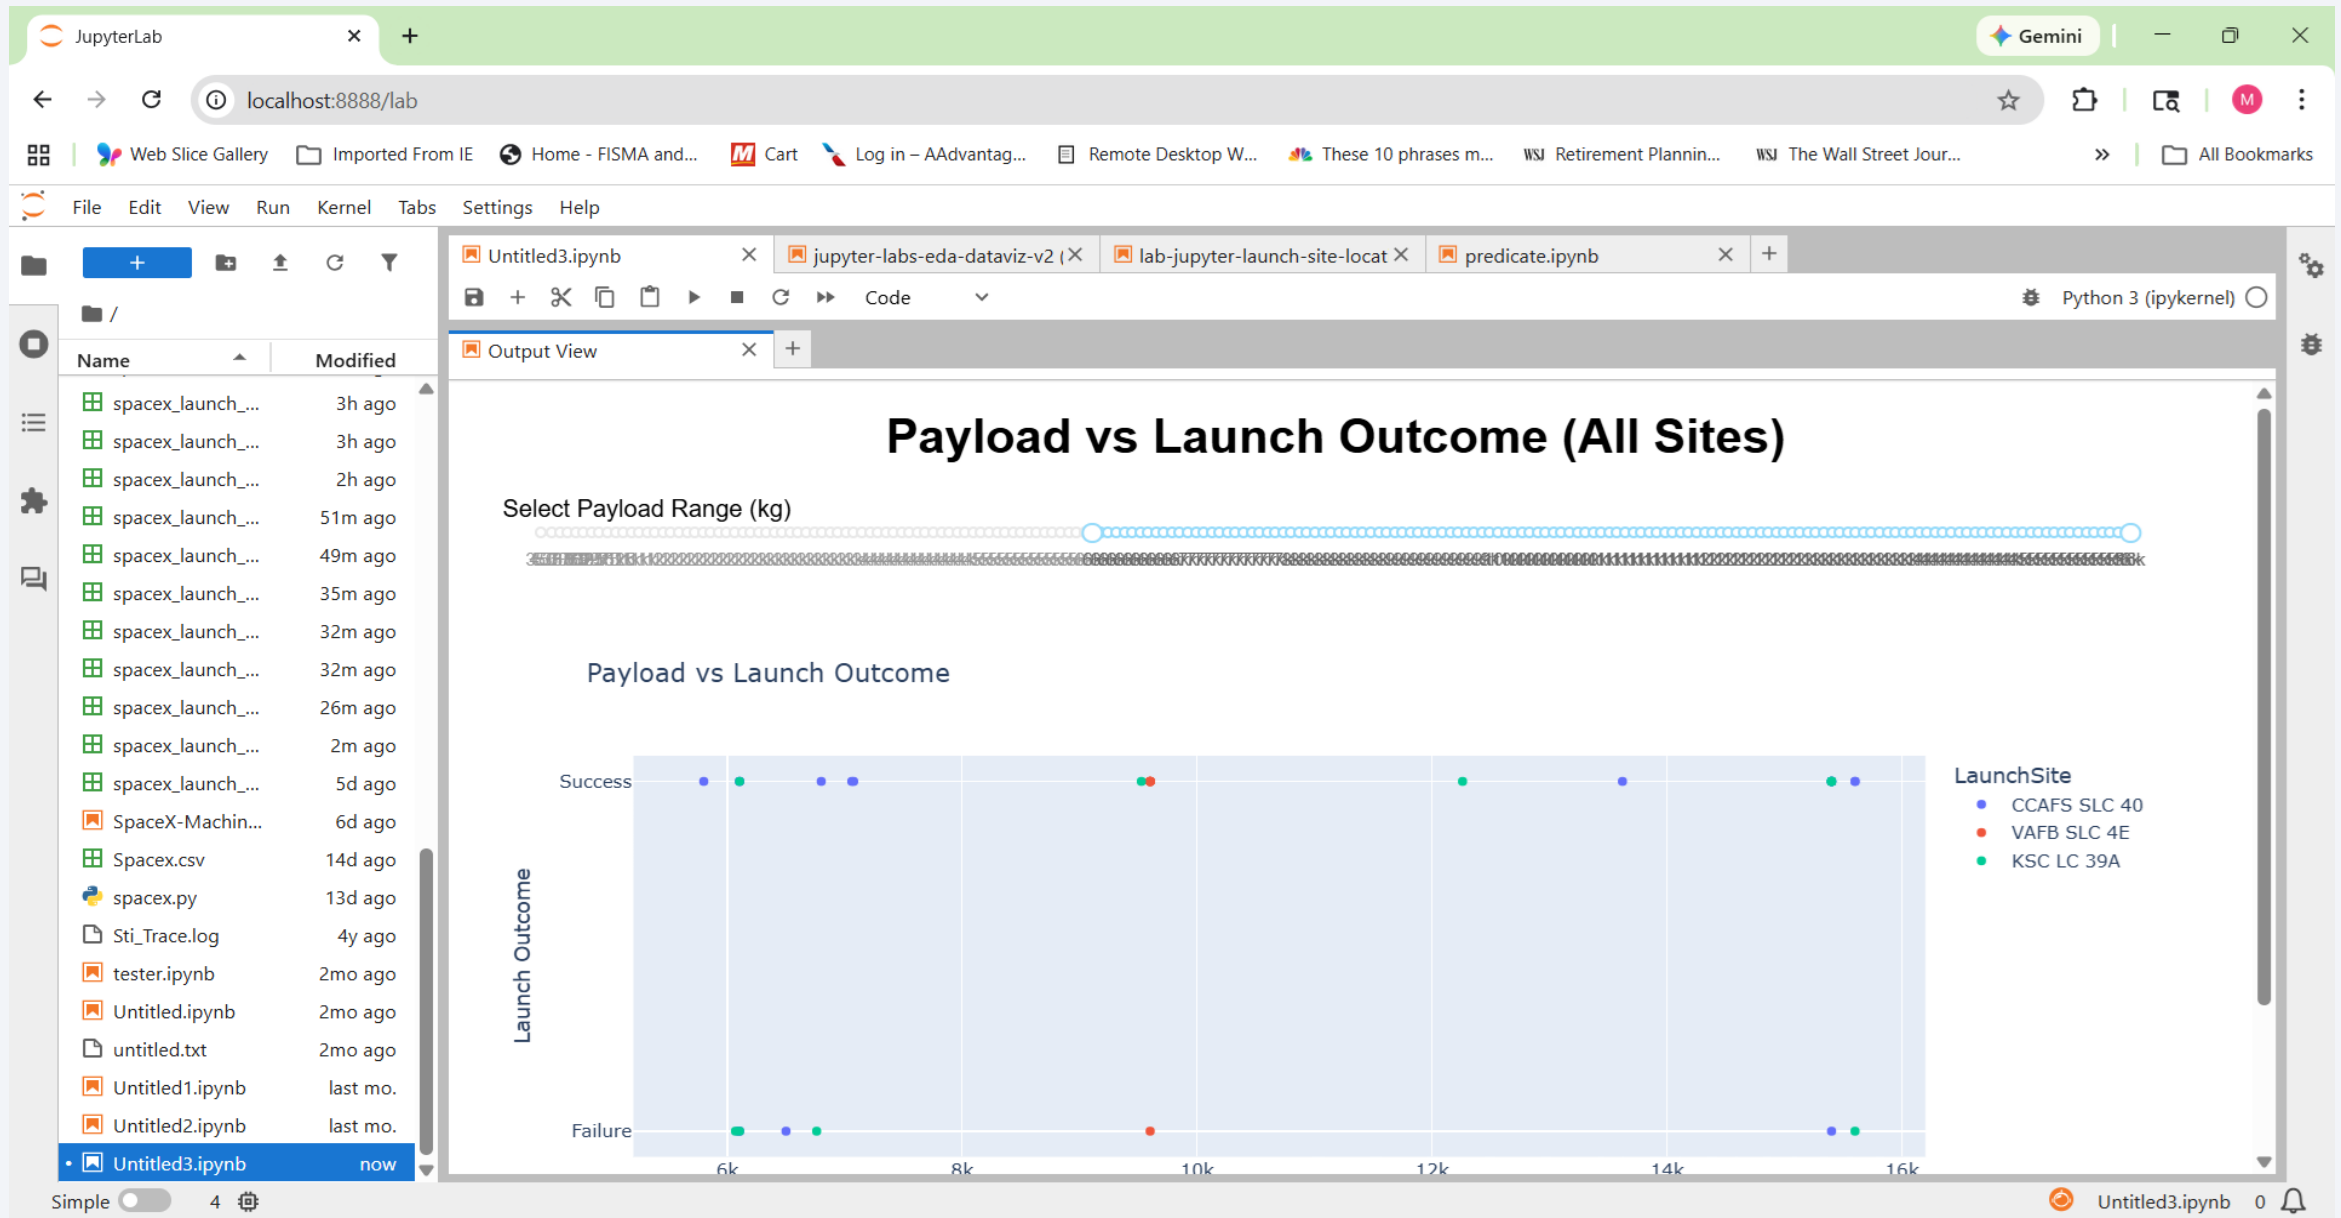 JupyterLab
Gemini
localhost:8888/lab
M
Web Slice Gallery
Imported From IE
Home - FISMA and...
Cart
Log in – AAdvantag...
Remote Desktop W...
These 10 phrases m...
WSJ Retirement Plannin...
WSJ The Wall Street Jour...
All Bookmarks
File Edit View Run Kernel Tabs Settings Help
Untitled3.ipynb
jupyter-labs-eda-dataviz-v2 (
lab-jupyter-launch-site-locat
predicate.ipynb
Code
Python 3 (ipykernel)
/
Name Modified
spacex_launch_... 3h ago
spacex_launch_... 3h ago
spacex_launch_... 2h ago
spacex_launch_... 51m ago
spacex_launch_... 49m ago
spacex_launch_... 35m ago
spacex_launch_... 32m ago
spacex_launch_... 32m ago
spacex_launch_... 26m ago
spacex_launch_... 2m ago
spacex_launch_... 5d ago
SpaceX-Machin... 6d ago
Spacex.csv 14d ago
spacex.py 13d ago
Sti_Trace.log 4y ago
tester.ipynb 2mo ago
Untitled.ipynb 2mo ago
untitled.txt 2mo ago
Untitled1.ipynb last mo.
Untitled2.ipynb last mo.
Untitled3.ipynb now
Output View
Payload vs Launch Outcome (All Sites)
Select Payload Range (kg)
Payload vs Launch Outcome
Success
Launch Outcome
Failure
6k 8k 10k 12k 14k 16k
LaunchSite
CCAFS SLC 40
VAFB SLC 4E
KSC LC 39A
Simple 4
Untitled3.ipynb 0